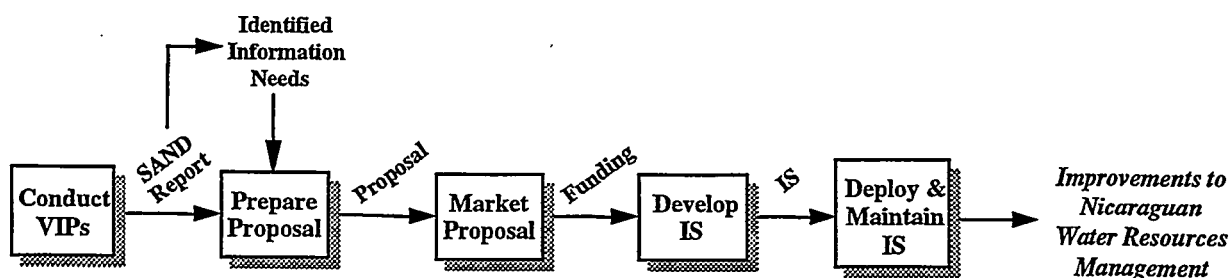 Identified
Information
Needs
Conduct
VIPs
SAND
Report
Prepare
Proposal
Proposal
Market
Proposal
Funding
Develop
IS
IS
Deploy &
Maintain
IS
Improvements to
Nicaraguan
Water Resources
Management